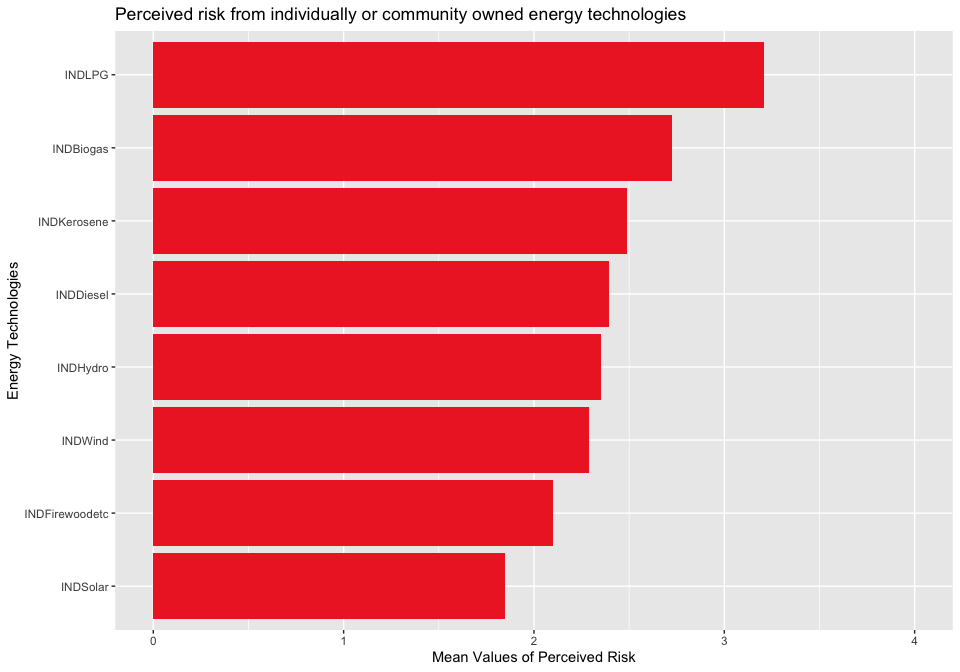 Perceived risk from individually or community owned energy technologies
Energy Technologies
INDLPG
INDBiogas
INDKerosene
INDDiesel
INDHydro
INDWind
INDFirewoodetc
INDSolar
0 1 2 3 4
Mean Values of Perceived Risk